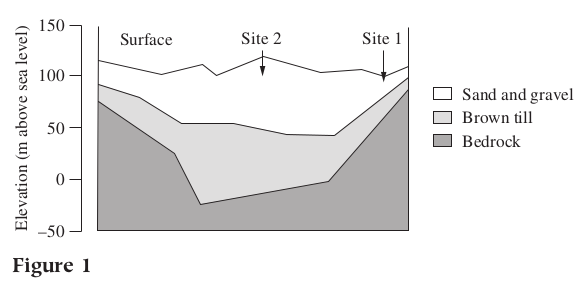 Elevation (m above sea level)
150
100
50
0
–50
Surface
Site 2
Site 1
Sand and gravel
Brown till
Bedrock
Figure 1